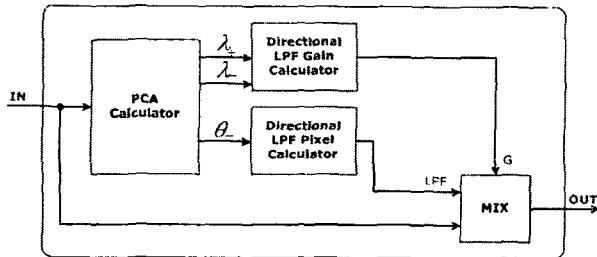 IN
PCA
Calculator
λ+
λ−
θ−
Directional
LPF Gain
Calculator
Directional
LPF Pixel
Calculator
LPF
G
MIX
OUT